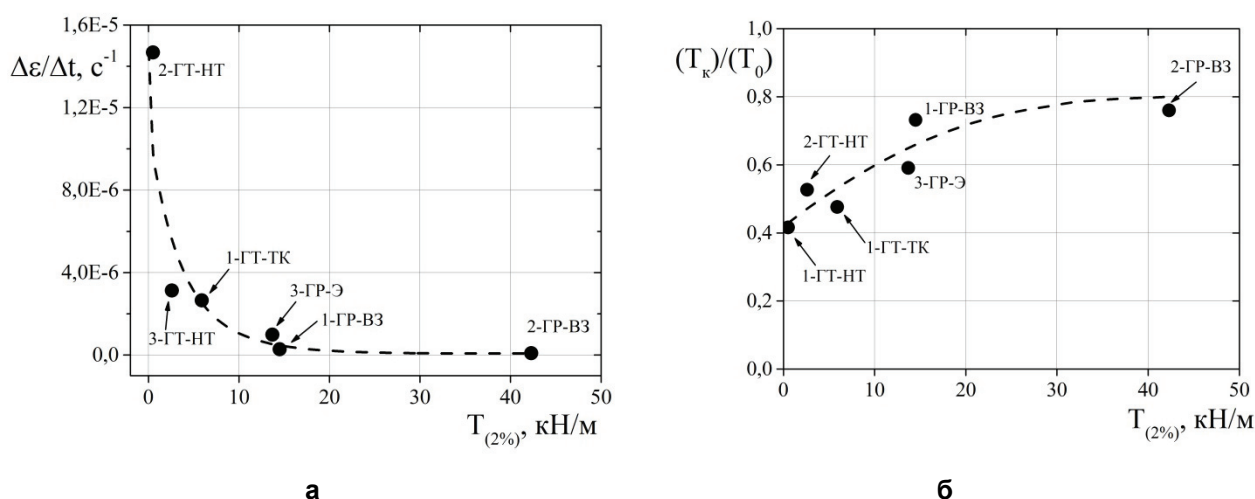 1,6E-5
Δε/Δt, с⁻¹
1,2E-5
8,0E-6
4,0E-6
0,0
2-ГТ-НТ
1-ГТ-ТК
3-ГТ-НТ
3-ГР-Э
1-ГР-ВЗ
2-ГР-ВЗ
0 10 20 30 40 50
T(2%), кН/м
а
1,0
(Tк)/(T0)
0,8
0,6
0,4
0,2
0,0
2-ГР-ВЗ
1-ГР-ВЗ
2-ГТ-НТ
3-ГР-Э
1-ГТ-ТК
1-ГТ-НТ
0 10 20 30 40 50
T(2%), кН/м
б